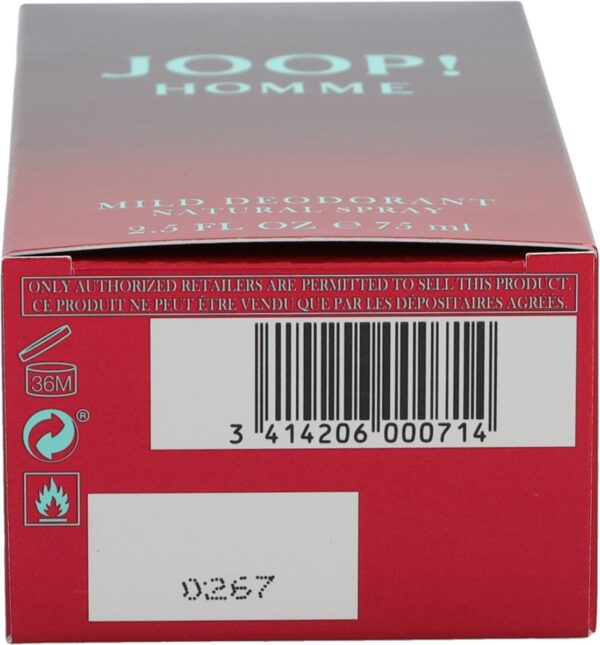 JOOP!
HOMME
MILD DEODORANT
NATURAL SPRAY
2.5 FL OZ ℮ 75 ml
ONLY AUTHORIZED RETAILERS ARE PERMITTED TO SELL THIS PRODUCT.
CE PRODUIT NE PEUT ÊTRE VENDU QUE PAR LES DÉPOSITAIRES AGRÉÉS.
36M
®
3 414206 000714
0267